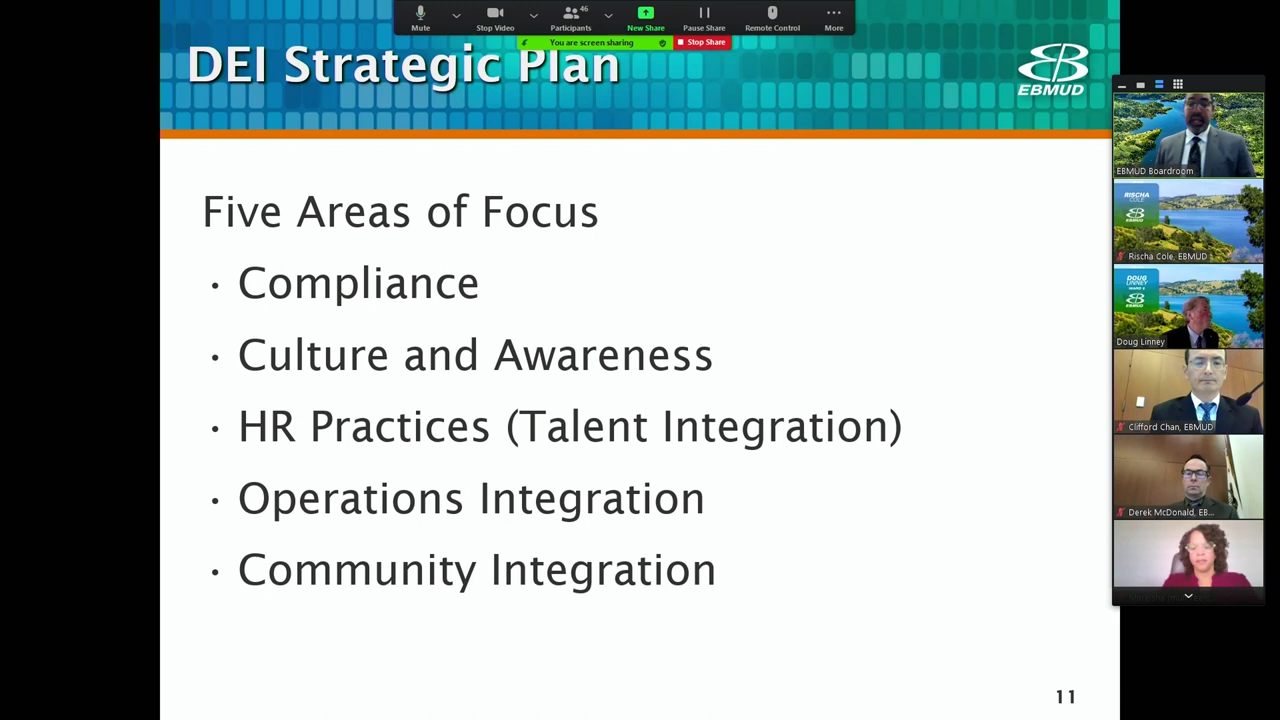 Mute
Stop Video
46
Participants
New Share
Pause Share
Remote Control
More
You are screen sharing
Stop Share
DEI Strategic Plan
EBMUD
Five Areas of Focus
• Compliance
• Culture and Awareness
• HR Practices (Talent Integration)
• Operations Integration
• Community Integration
11
EBMUD Boardroom
RISCHA
COLE
Rischa Cole, EBMUD
DOUG
LINNEY
Doug Linney
Clifford Chan, EBMUD
Derek McDonald, EB...